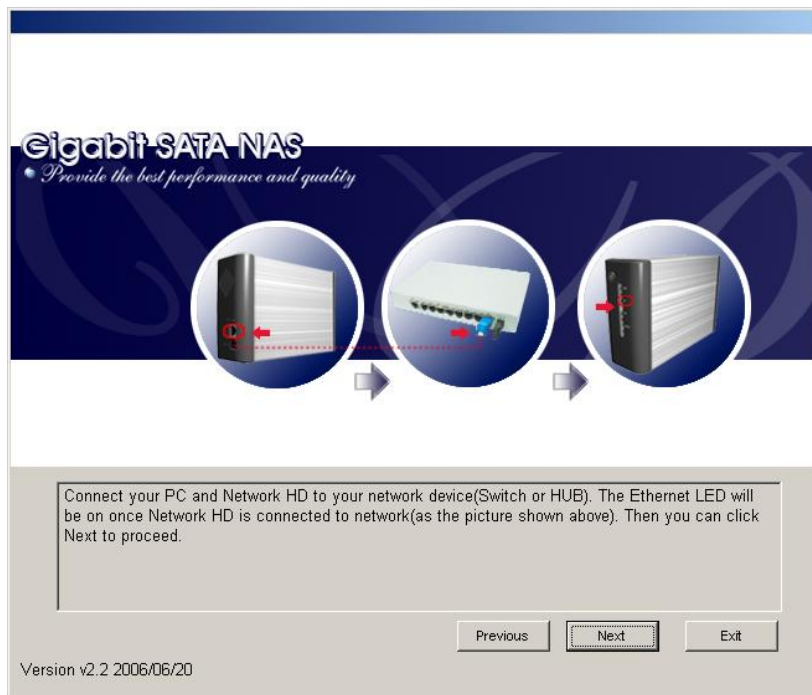 Gigabit SATA NAS
Provide the best performance and quality
Connect your PC and Network HD to your network device(Switch or HUB). The Ethernet LED will
be on once Network HD is connected to network(as the picture shown above). Then you can click
Next to proceed.
Previous
Next
Exit
Version v2.2 2006/06/20